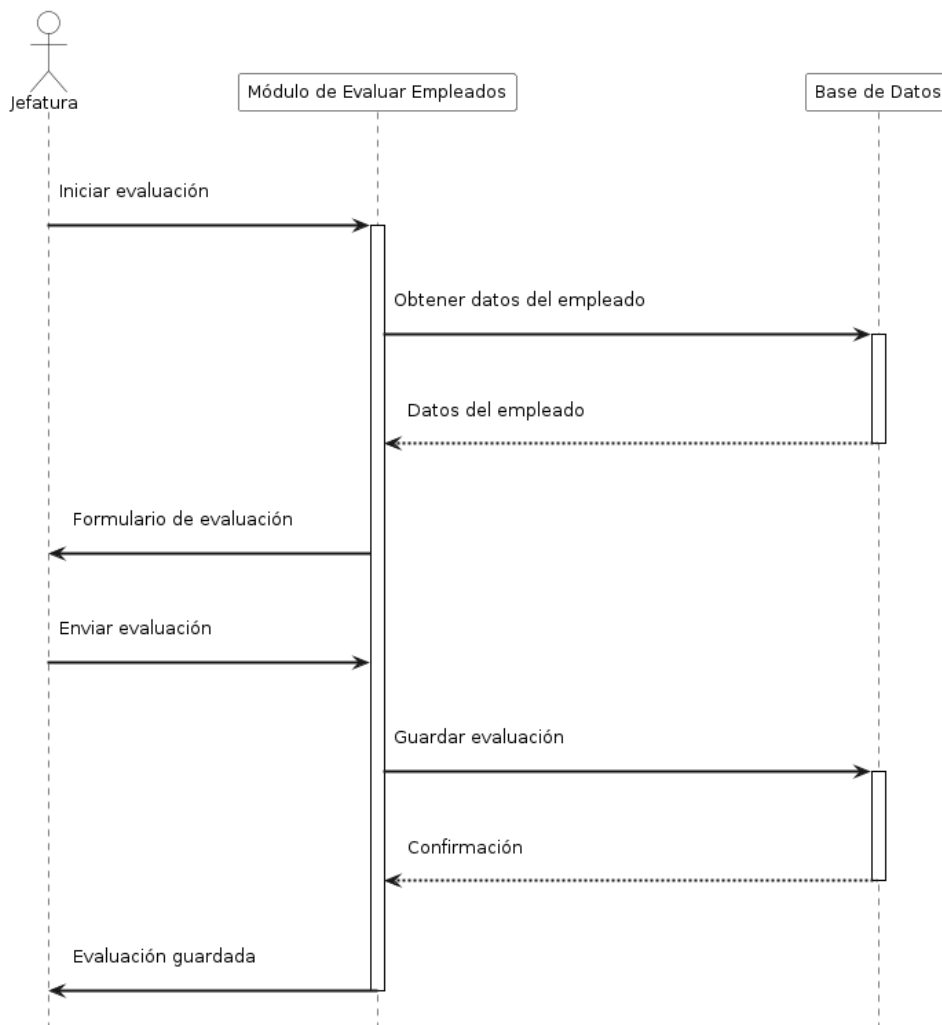 Jefatura
Módulo de Evaluar Empleados
Base de Datos
Iniciar evaluación
Obtener datos del empleado
Datos del empleado
Formulario de evaluación
Enviar evaluación
Guardar evaluación
Confirmación
Evaluación guardada